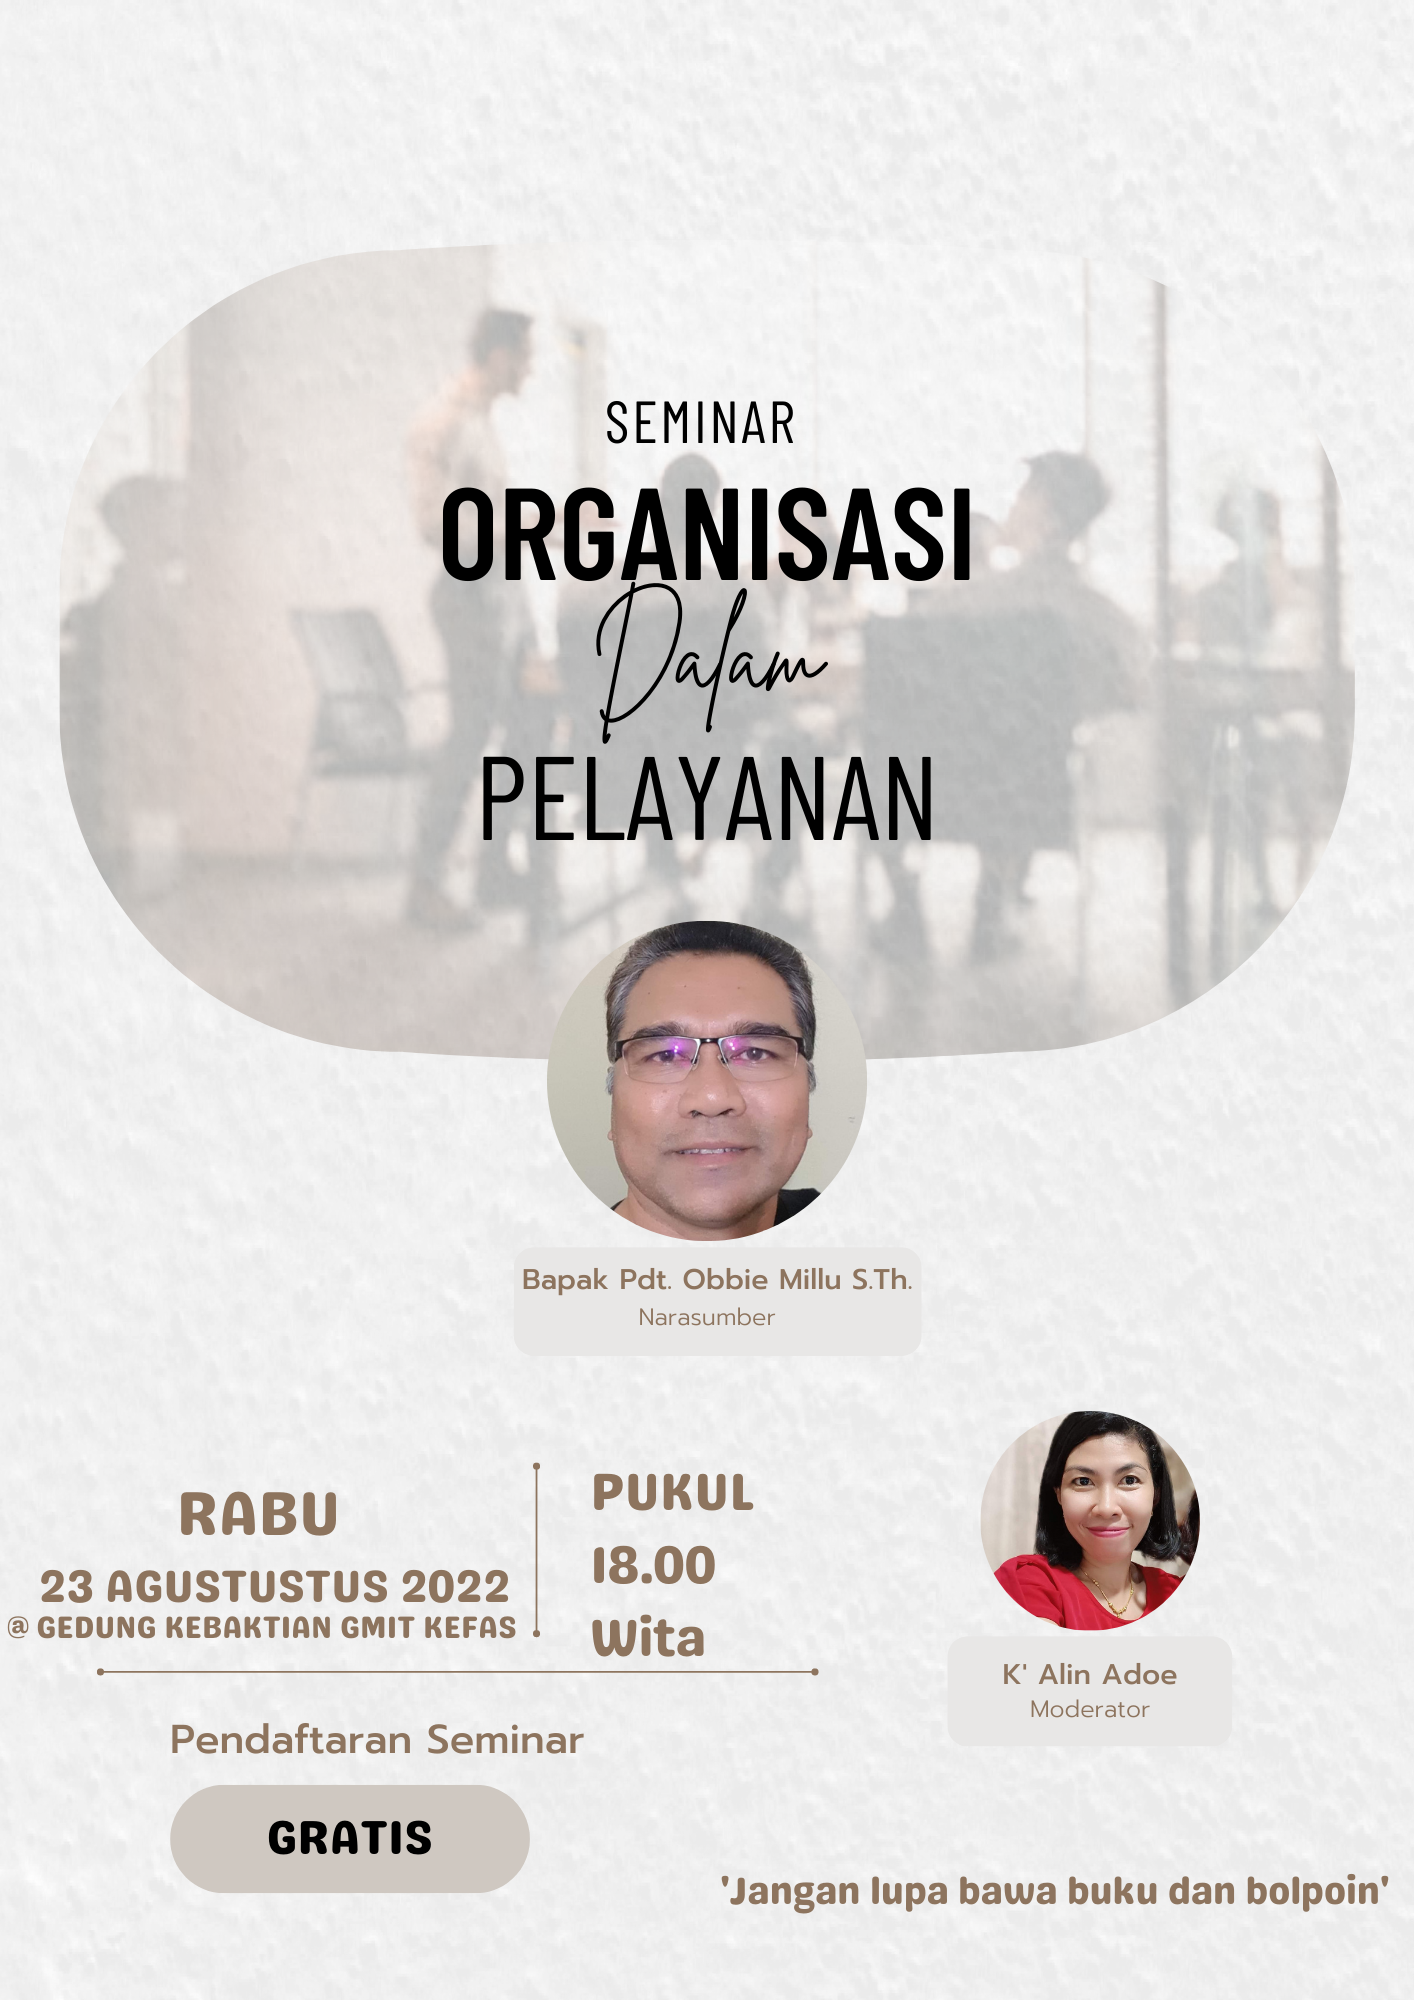 SEMINAR
ORGANISASI
Dalam
PELAYANAN
Bapak Pdt. Obbie Millu S.Th.
Narasumber
RABU
23 AGUSTUSTUS 2022
@ GEDUNG KEBAKTIAN GMIT KEFAS
PUKUL
18.00
Wita
K' Alin Adoe
Moderator
Pendaftaran Seminar
GRATIS
'Jangan lupa bawa buku dan bolpoin'